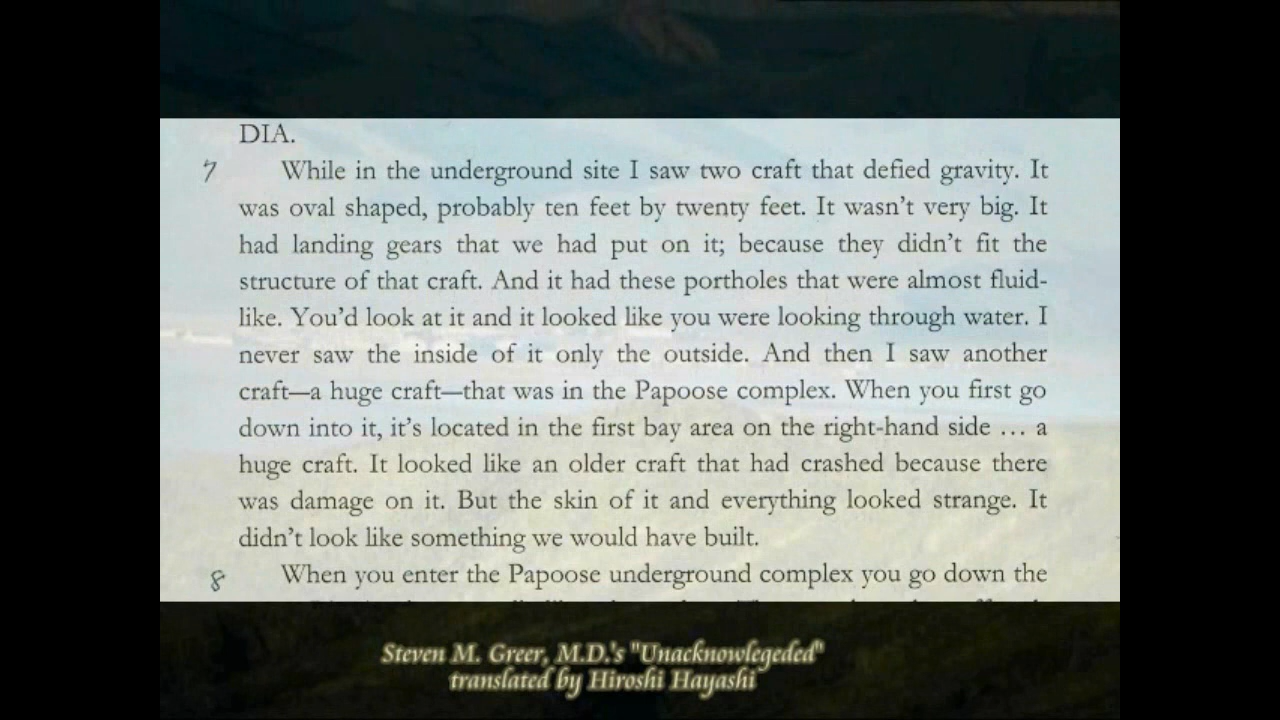 DIA.
7 While in the underground site I saw two craft that defied gravity. It
was oval shaped, probably ten feet by twenty feet. It wasn't very big. It
had landing gears that we had put on it; because they didn't fit the
structure of that craft. And it had these portholes that were almost fluid-
like. You'd look at it and it looked like you were looking through water. I
never saw the inside of it only the outside. And then I saw another
craft—a huge craft—that was in the Papoose complex. When you first go
down into it, it's located in the first bay area on the right-hand side … a
huge craft. It looked like an older craft that had crashed because there
was damage on it. But the skin of it and everything looked strange. It
didn't look like something we would have built.
8 When you enter the Papoose underground complex you go down the
Steven M. Greer, M.D.'s "Unacknowlegeded"
translated by Hiroshi Hayashi